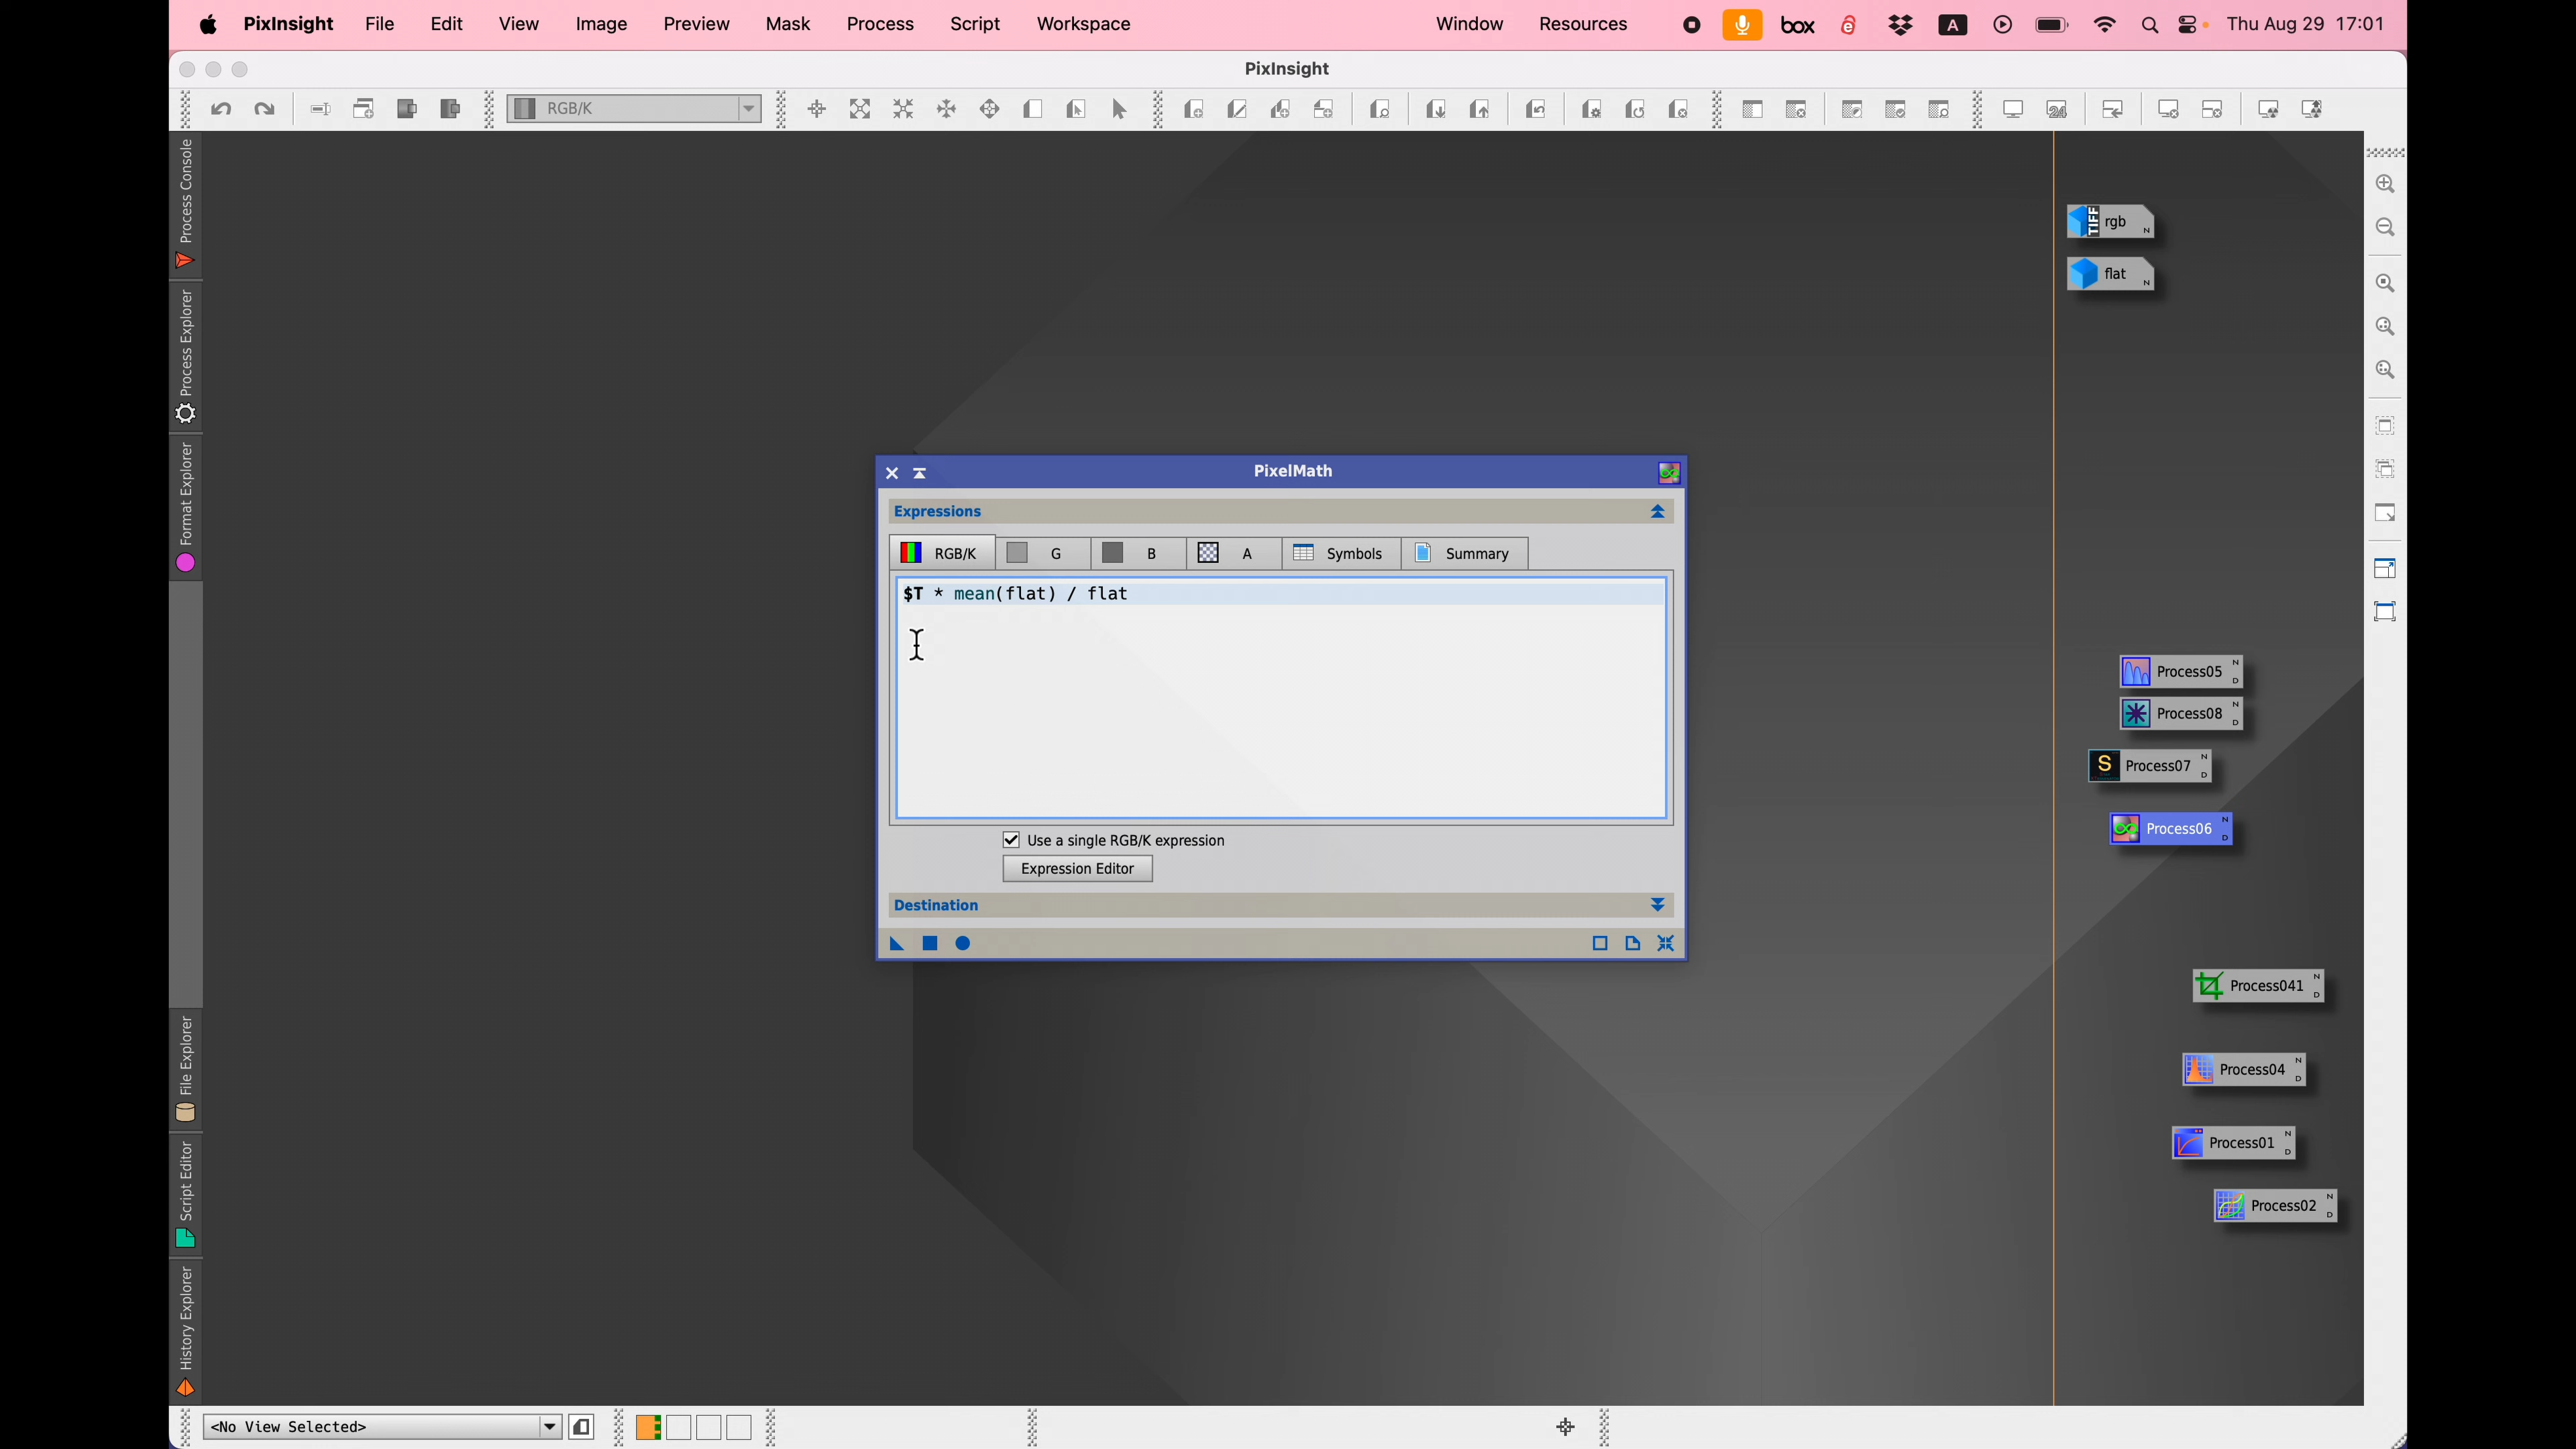 PixInsight File Edit View Image Preview Mask Process Script Workspace Window Resources box A Thu Aug 29 17:01
PixInsight
RGB/K
24
Process Console
Process Explorer
Format Explorer
File Explorer
Script Editor
History Explorer
TIFF rgb N
flat N
PixelMath
Expressions
RGB/K G B A Symbols Summary
$T * mean(flat) / flat
Use a single RGB/K expression
Expression Editor
Destination
Process05 N D
Process08 N D
S Process07 N D
Process06 N D
Process041 N D
Process04 N D
Process01 N D
Process02 N D
<No View Selected>